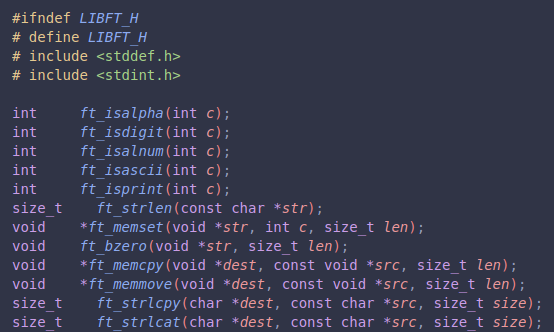 #ifndef LIBFT_H
# define LIBFT_H
# include <stddef.h>
# include <stdint.h>
int ft_isalpha(int c);
int ft_isdigit(int c);
int ft_isalnum(int c);
int ft_isascii(int c);
int ft_isprint(int c);
size_t ft_strlen(const char *str);
void *ft_memset(void *str, int c, size_t len);
void ft_bzero(void *str, size_t len);
void *ft_memcpy(void *dest, const void *src, size_t len);
void *ft_memmove(void *dest, const void *src, size_t len);
size_t ft_strlcpy(char *dest, const char *src, size_t size);
size_t ft_strlcat(char *dest, const char *src, size_t size);